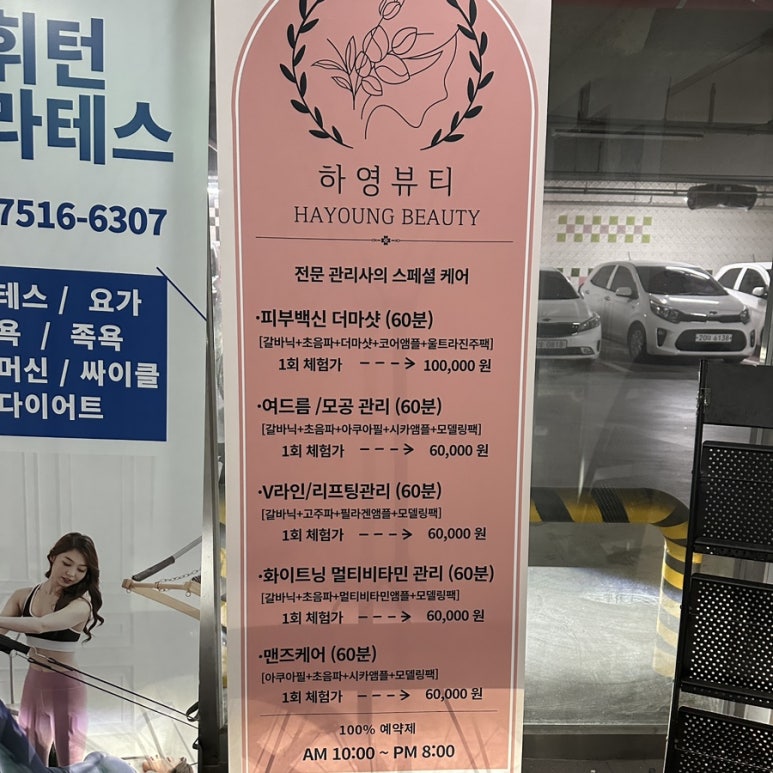 휘턴
라테스
7516-6307
테스 / 요가
욕 / 족욕
머신 / 싸이클
다이어트
하영뷰티
HAYOUNG BEAUTY
전문 관리사의 스페셜 케어
·피부백신 더마샷 (60분)
[갈바닉+초음파+더마샷+코어앰플+울트라진주팩]
1회 체험가 ---> 100,000 원
·여드름 /모공 관리 (60분)
[갈바닉+초음파+아쿠아필+시카앰플+모델링팩]
1회 체험가 ---> 60,000 원
·V라인/리프팅관리 (60분)
[갈바닉+고주파+필라겐앰플+모델링팩]
1회 체험가 ---> 60,000 원
·화이트닝 멀티비타민 관리 (60분)
[갈바닉+초음파+멀티비타민앰플+모델링팩]
1회 체험가 ---> 60,000 원
·맨즈케어 (60분)
[아쿠아필+초음파+시카앰플+모델링팩]
1회 체험가 ---> 60,000 원
100% 예약제
AM 10:00 ~ PM 8:00